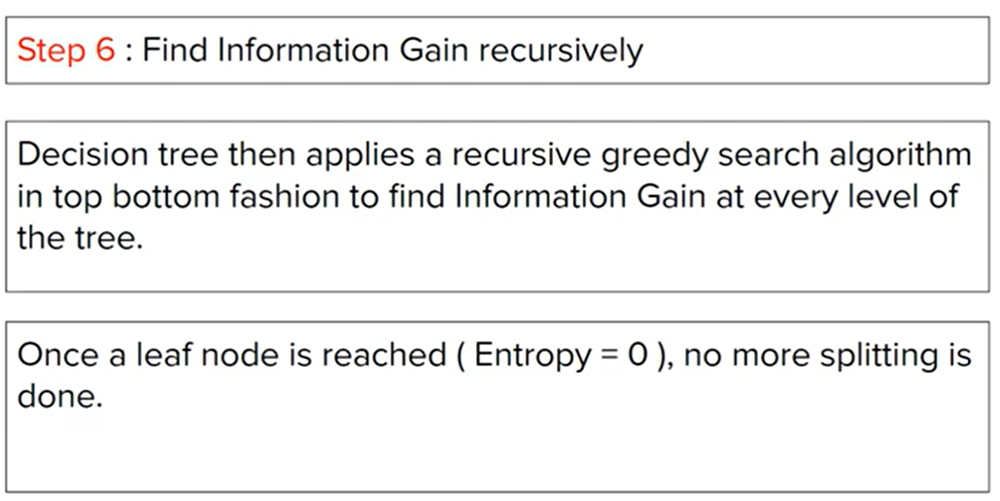 Step 6 : Find Information Gain recursively
Decision tree then applies a recursive greedy search algorithm
in top bottom fashion to find Information Gain at every level of
the tree.
Once a leaf node is reached ( Entropy = 0 ), no more splitting is
done.